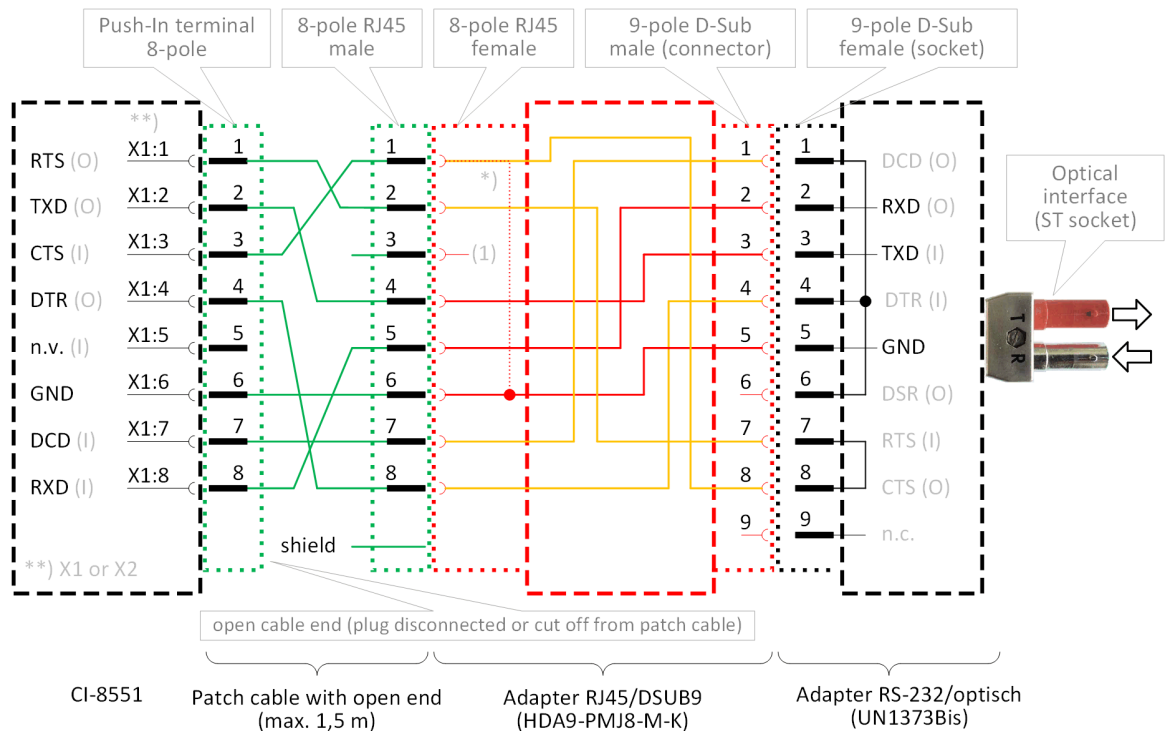 Push-In terminal
8-pole
8-pole RJ45
male
8-pole RJ45
female
9-pole D-Sub
male (connector)
9-pole D-Sub
female (socket)
**)
RTS (O) X1:1 1 1 1 1 DCD (O)
*)
TXD (O) X1:2 2 2 2 2 RXD (O)
CTS (I) X1:3 3 3 (1) 3 3 TXD (I)
DTR (O) X1:4 4 4 4 4 DTR (I)
n.v. (I) X1:5 5 5 5 5 GND
GND X1:6 6 6 6 6 DSR (O)
DCD (I) X1:7 7 7 7 7 RTS (I)
RXD (I) X1:8 8 8 8 8 CTS (O)
9 9 n.c.
shield
**) X1 or X2
Optical
interface
(ST socket)
T R
open cable end (plug disconnected or cut off from patch cable)
CI-8551
Patch cable with open end
(max. 1,5 m)
Adapter RJ45/DSUB9
(HDA9-PMJ8-M-K)
Adapter RS-232/optisch
(UN1373Bis)